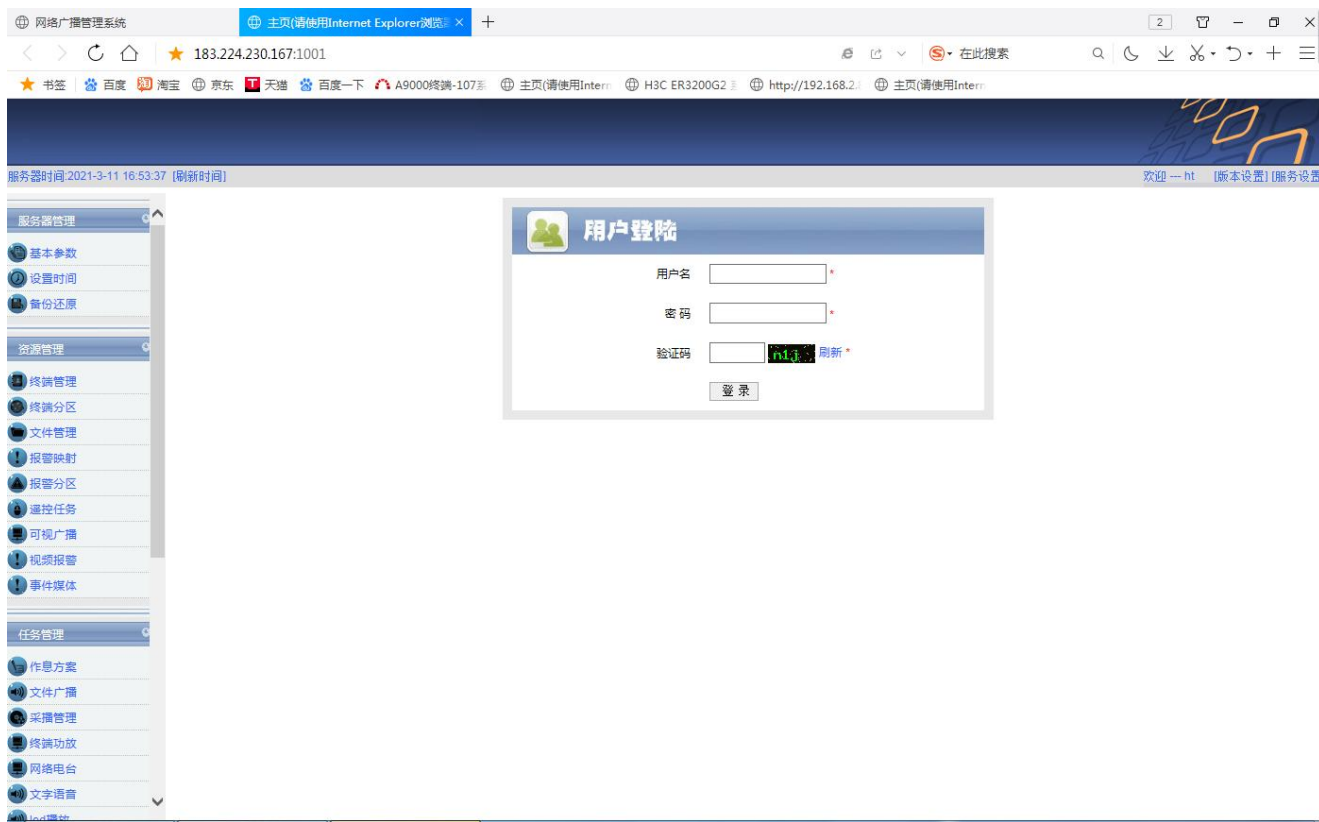 网络广播管理系统
主页(请使用Internet Explorer浏览
2
183.224.230.167:1001
在此搜索
书签 百度 淘宝 京东 天猫 百度一下 A9000终端-107 主页(请使用Intern H3C ER3200G2 http://192.168.2. 主页(请使用Intern
服务器时间:2021-3-11 16:53:37 [刷新时间]
欢迎 --- ht [版本设置] [服务设置
服务器管理
基本参数
设置时间
备份还原
资源管理
终端管理
终端分区
文件管理
报警映射
报警分区
遥控任务
可视广播
视频报警
事件媒体
任务管理
作息方案
文件广播
采播管理
终端功放
网络电台
文字语音
led播放
用户登陆
用户名 *
密 码 *
验证码 n1j 刷新 *
登 录